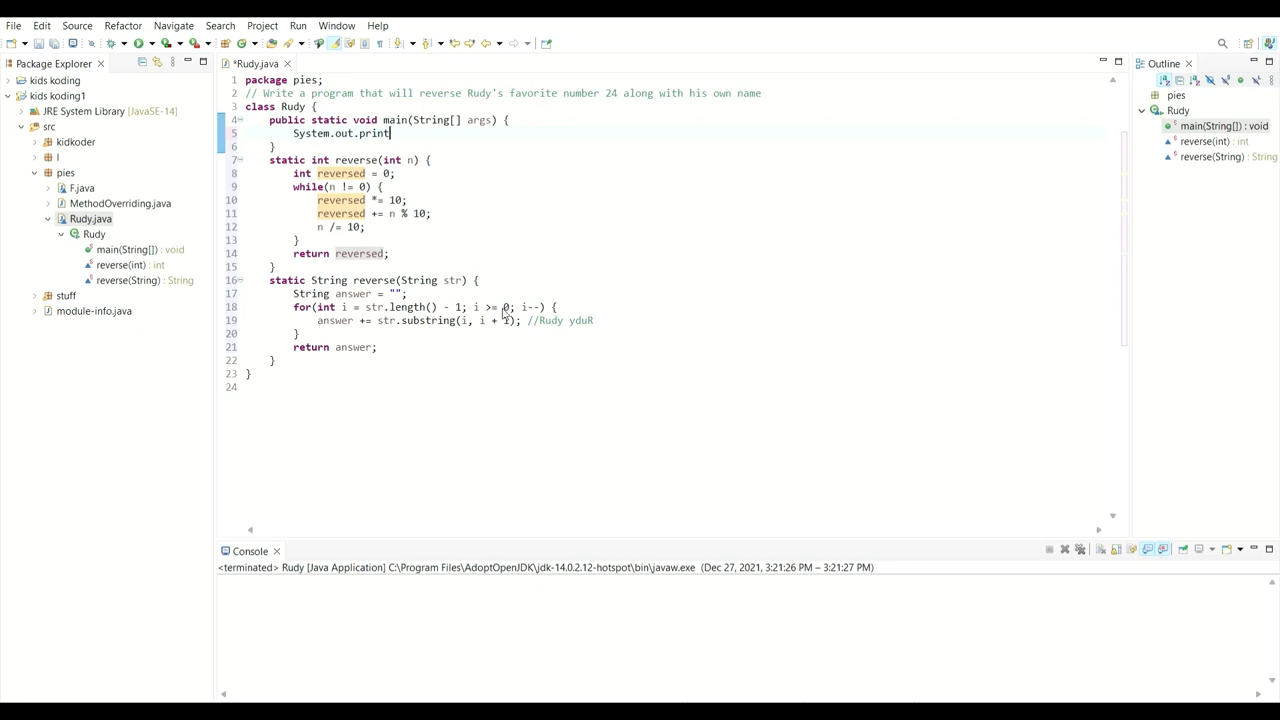 File Edit Source Refactor Navigate Search Project Run Window Help
Package Explorer
kids koding
kids koding1
JRE System Library [JavaSE-14]
src
kidkoder
l
pies
F.java
MethodOverriding.java
Rudy.java
Rudy
main(String[]) : void
reverse(int) : int
reverse(String) : String
stuff
module-info.java
*Rudy.java
1 package pies;
2 // Write a program that will reverse Rudy's favorite number 24 along with his own name
3 class Rudy {
4 public static void main(String[] args) {
5 System.out.print
6 }
7 static int reverse(int n) {
8 int reversed = 0;
9 while(n != 0) {
10 reversed *= 10;
11 reversed += n % 10;
12 n /= 10;
13 }
14 return reversed;
15 }
16 static String reverse(String str) {
17 String answer = "";
18 for(int i = str.length() - 1; i >= 0; i--) {
19 answer += str.substring(i, i + 1); //Rudy yduR
20 }
21 return answer;
22 }
23 }
24
Outline
pies
Rudy
main(String[]) : void
reverse(int) : int
reverse(String) : String
Console
<terminated> Rudy [Java Application] C:\Program Files\AdoptOpenJDK\jdk-14.0.2.12-hotspot\bin\javaw.exe (Dec 27, 2021, 3:21:26 PM – 3:21:27 PM)